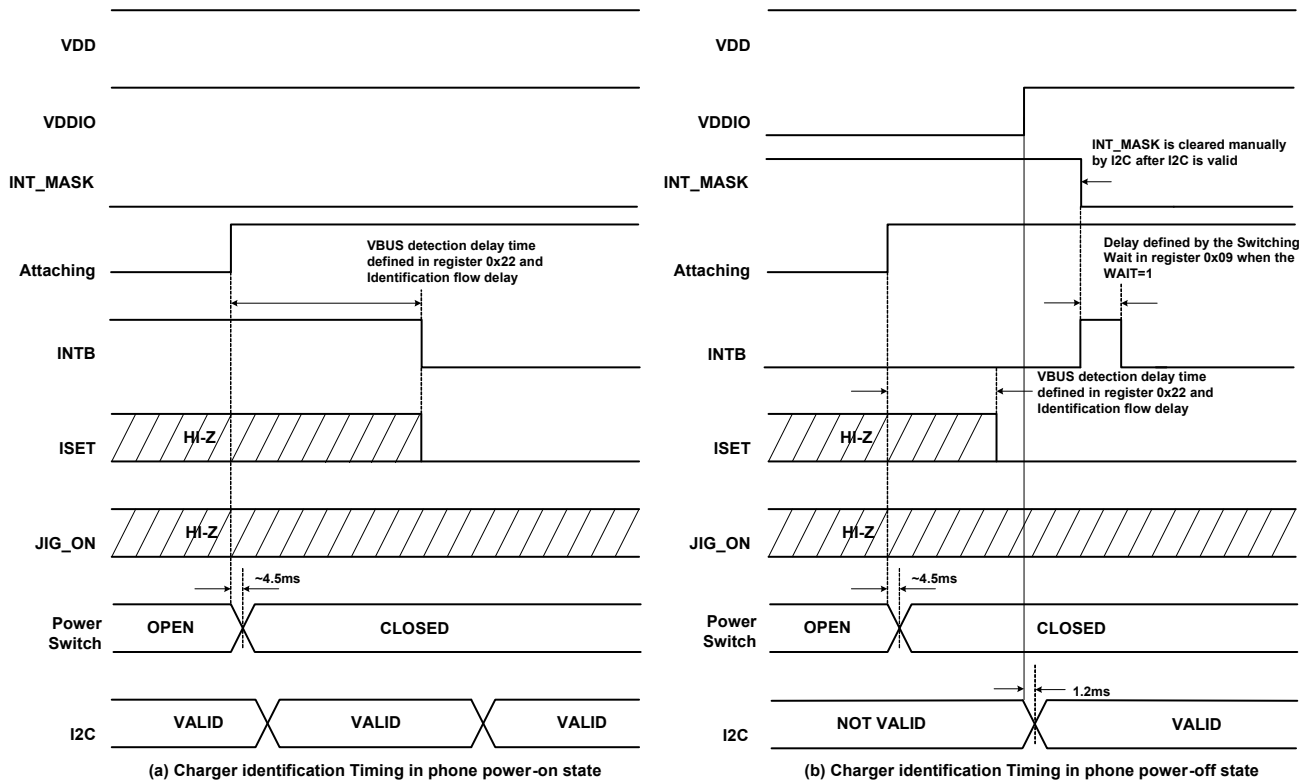 VDD
VDDIO
INT_MASK
Attaching
VBUS detection delay time
defined in register 0x22 and
Identification flow delay
INTB
HI-Z
ISET
HI-Z
JIG_ON
~4.5ms
Power
Switch
OPEN
CLOSED
I2C
VALID
VALID
VALID
(a) Charger identification Timing in phone power-on state
VDD
VDDIO
INT_MASK is cleared manually
by I2C after I2C is valid
INT_MASK
Attaching
Delay defined by the Switching
Wait in register 0x09 when the
WAIT=1
INTB
VBUS detection delay time
defined in register 0x22 and
Identification flow delay
HI-Z
ISET
HI-Z
JIG_ON
~4.5ms
Power
Switch
OPEN
CLOSED
1.2ms
I2C
NOT VALID
VALID
(b) Charger identification Timing in phone power-off state